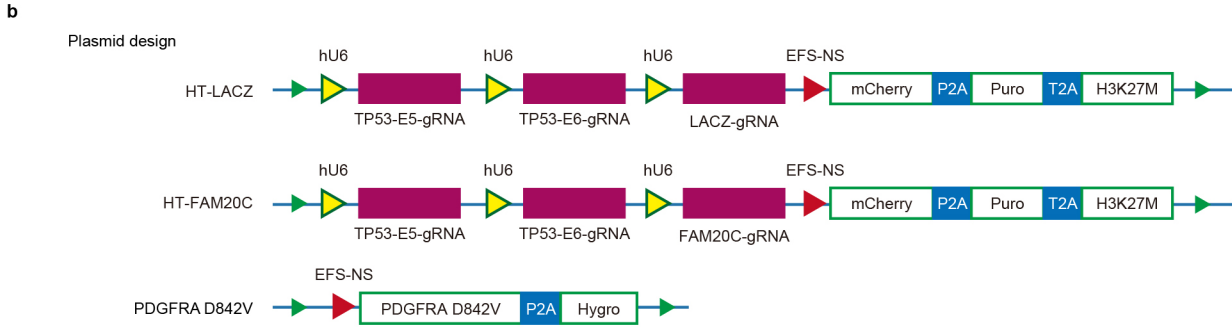 b
Plasmid design
hU6 hU6 hU6 EFS-NS
HT-LACZ mCherry P2A Puro T2A H3K27M
TP53-E5-gRNA TP53-E6-gRNA LACZ-gRNA
hU6 hU6 hU6 EFS-NS
HT-FAM20C mCherry P2A Puro T2A H3K27M
TP53-E5-gRNA TP53-E6-gRNA FAM20C-gRNA
EFS-NS
PDGFRA D842V PDGFRA D842V P2A Hygro